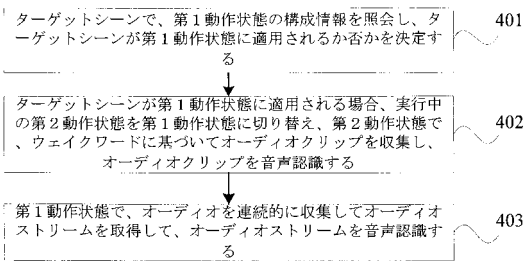 ターゲットシーンで、第１動作状態の構成情報を照会し、ター
ゲットシーンが第１動作状態に適用されるか否かを決定す
る
401
ターゲットシーンが第１動作状態に適用される場合、実行中
の第２動作状態を第１動作状態に切り替え、第２動作状態で
、ウェイクワードに基づいてオーディオクリップを収集し、
オーディオクリップを音声認識する
402
第１動作状態で、オーディオを連続的に収集してオーディオ
ストリームを取得して、オーディオストリームを音声認識す
る
403